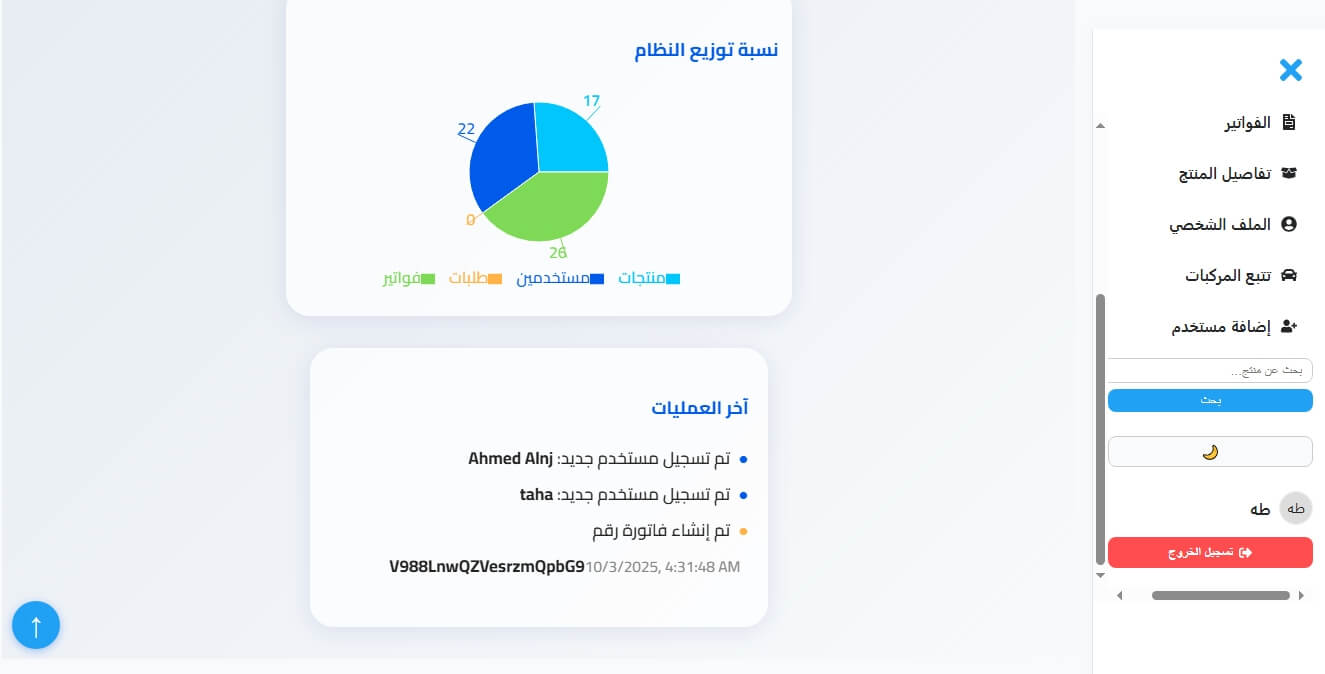 الفواتير
تفاصيل المنتج
الملف الشخصي
تتبع المركبات
إضافة مستخدم
بحث عن منتج...
بحث
طه
طه
تسجيل الخروج
نسبة توزيع النظام
17
22
0
26
منتجات
مستخدمين
طلبات
فواتير
آخر العمليات
تم تسجيل مستخدم جديد: Ahmed Alnj
تم تسجيل مستخدم جديد: taha
تم إنشاء فاتورة رقم
V988LnwQZVesrzmQpbG910/3/2025, 4:31:48 AM
↑